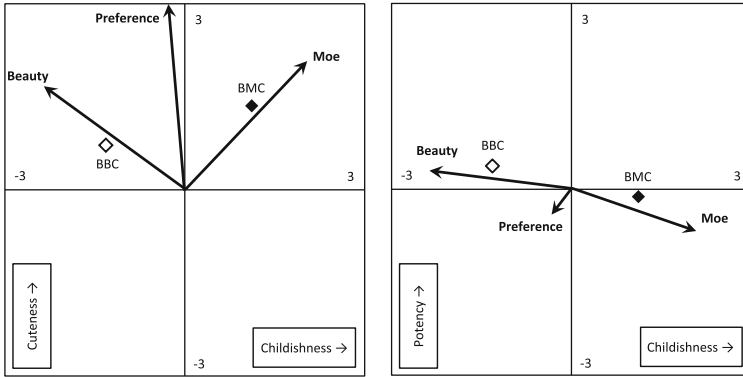 Preference
3
Moe
Beauty
BMC
BBC
-3
3
Cuteness →
Childishness →
-3
3
Beauty
BBC
-3
BMC
3
Preference
Moe
Potency →
Childishness →
-3